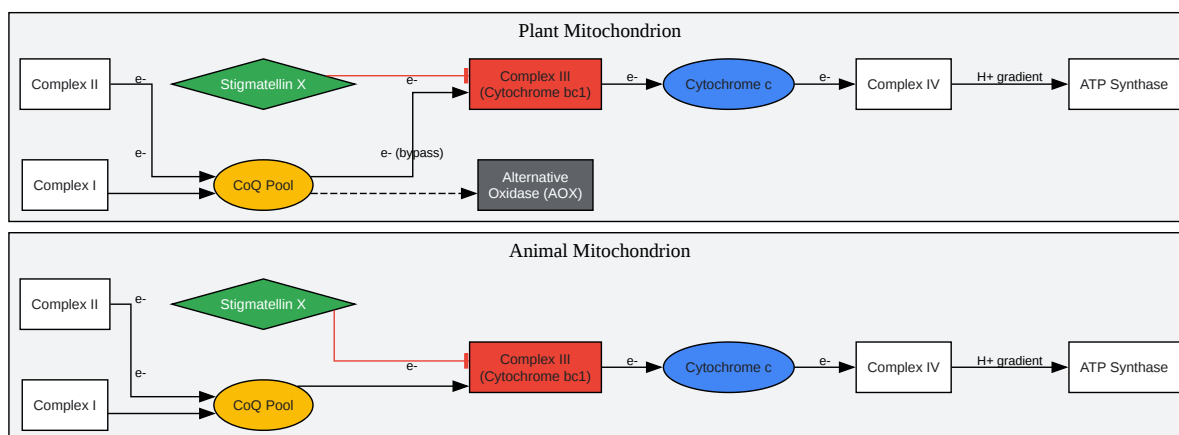 Plant Mitochondrion
Complex II
e-
Stigmatellin X
e-
Complex III
(Cytochrome bc1)
e-
Cytochrome c
e-
Complex IV
H+ gradient
ATP Synthase
e-
e- (bypass)
Complex I
CoQ Pool
Alternative
Oxidase (AOX)
Animal Mitochondrion
Complex II
e-
Stigmatellin X
e-
Complex III
(Cytochrome bc1)
e-
Cytochrome c
e-
Complex IV
H+ gradient
ATP Synthase
e-
Complex I
CoQ Pool